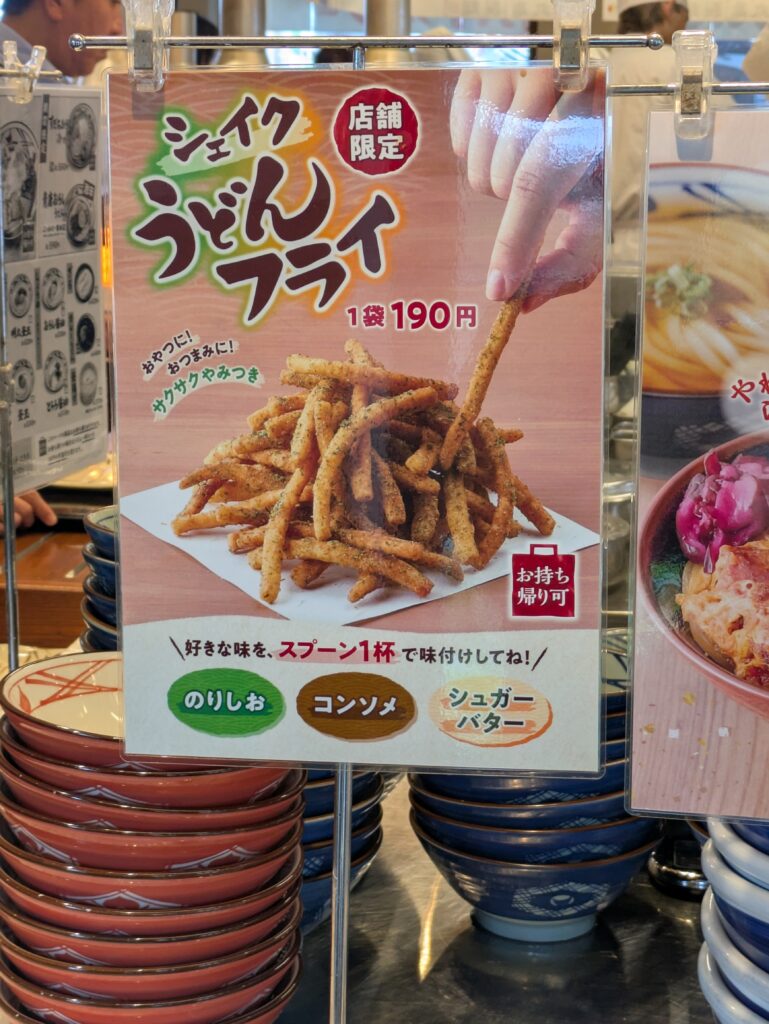 店舗
限定
シェイク
うどん
フライ
1袋 190円
おやつに!
おつまみに!
サクサクやみつき
お持ち
帰り可
好きな味を、スプーン1杯で味付けしてね!
のりしお
コンソメ
シュガー
バター